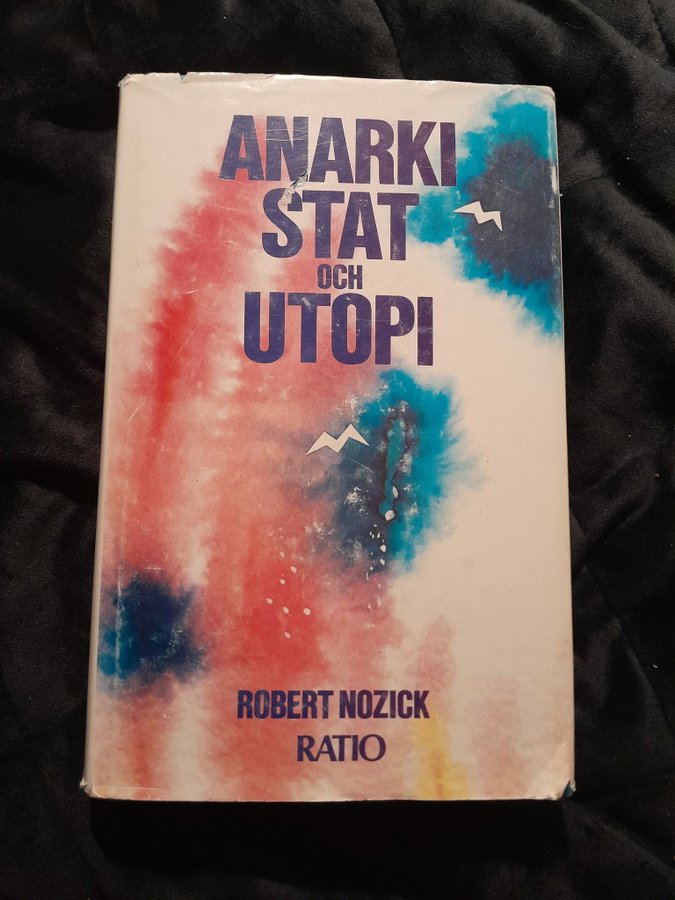 ANARKI
STAT
OCH
UTOPI
ROBERT NOZICK
RATIO